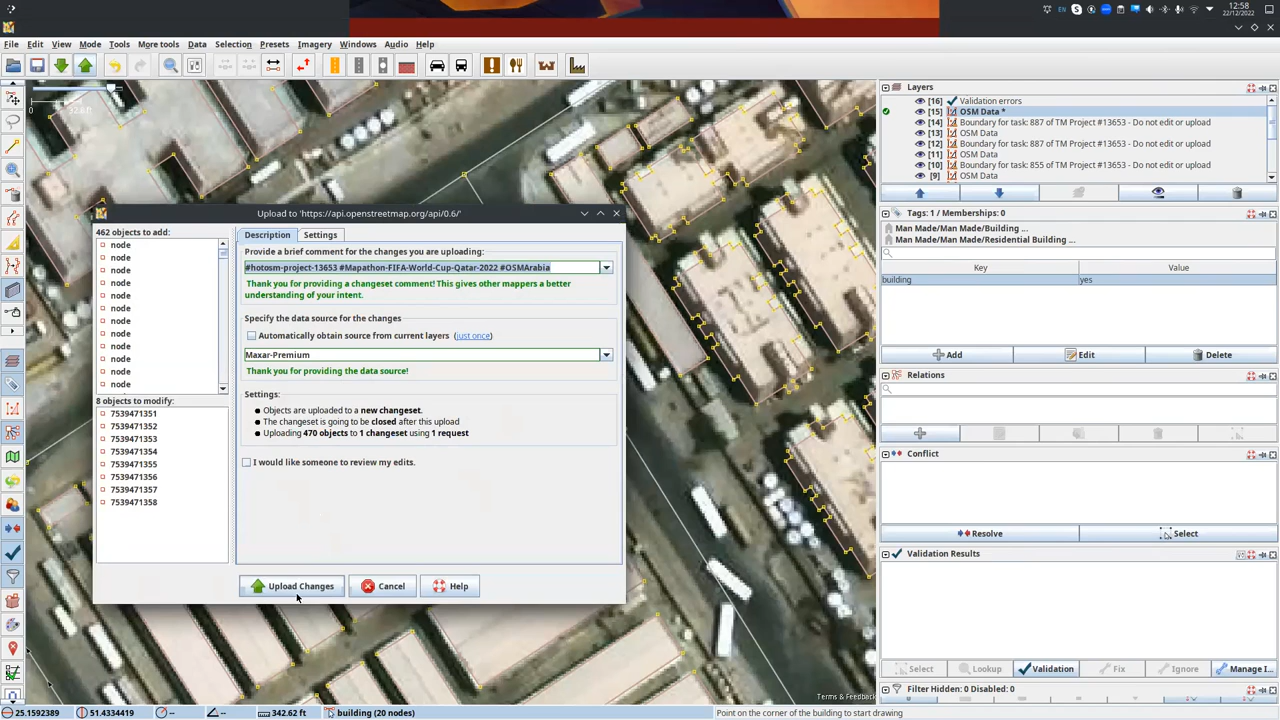 EN
12:58
22/12/2022
File Edit View Mode Tools More tools Data Selection Presets Imagery Windows Audio Help
0
Upload to 'https://api.openstreetmap.org/api/0.6/'
462 objects to add:
node
node
node
node
node
node
node
node
node
node
node
node
8 objects to modify:
7539471351
7539471352
7539471353
7539471354
7539471355
7539471356
7539471357
7539471358
Description Settings
Provide a brief comment for the changes you are uploading:
#hotosm-project-13653 #Mapathon-FIFA-World-Cup-Qatar-2022 #OSMArabia
Thank you for providing a changeset comment! This gives other mappers a better
understanding of your intent.
Specify the data source for the changes
Automatically obtain source from current layers (just once)
Maxar-Premium
Thank you for providing the data source!
Settings:
Objects are uploaded to a new changeset.
The changeset is going to be closed after this upload
Uploading 470 objects to 1 changeset using 1 request
I would like someone to review my edits.
Upload Changes Cancel Help
Layers
[16] Validation errors
[15] OSM Data *
[14] Boundary for task: 887 of TM Project #13653 - Do not edit or upload
[13] OSM Data
[12] Boundary for task: 887 of TM Project #13653 - Do not edit or upload
[11] OSM Data
[10] Boundary for task: 855 of TM Project #13653 - Do not edit or upload
[9] OSM Data
Tags: 1 / Memberships: 0
Man Made/Man Made/Building ...
Man Made/Man Made/Residential Building ...
Key Value
building yes
Add Edit Delete
Relations
Conflict
Resolve Select
Validation Results
Select Lookup Validation Fix Ignore Manage I...
Filter Hidden: 0 Disabled: 0
Terms & Feedback
25.1592389 51.4334419 -- -- 342.62 ft building (20 nodes) Point on the corner of the building to start drawing